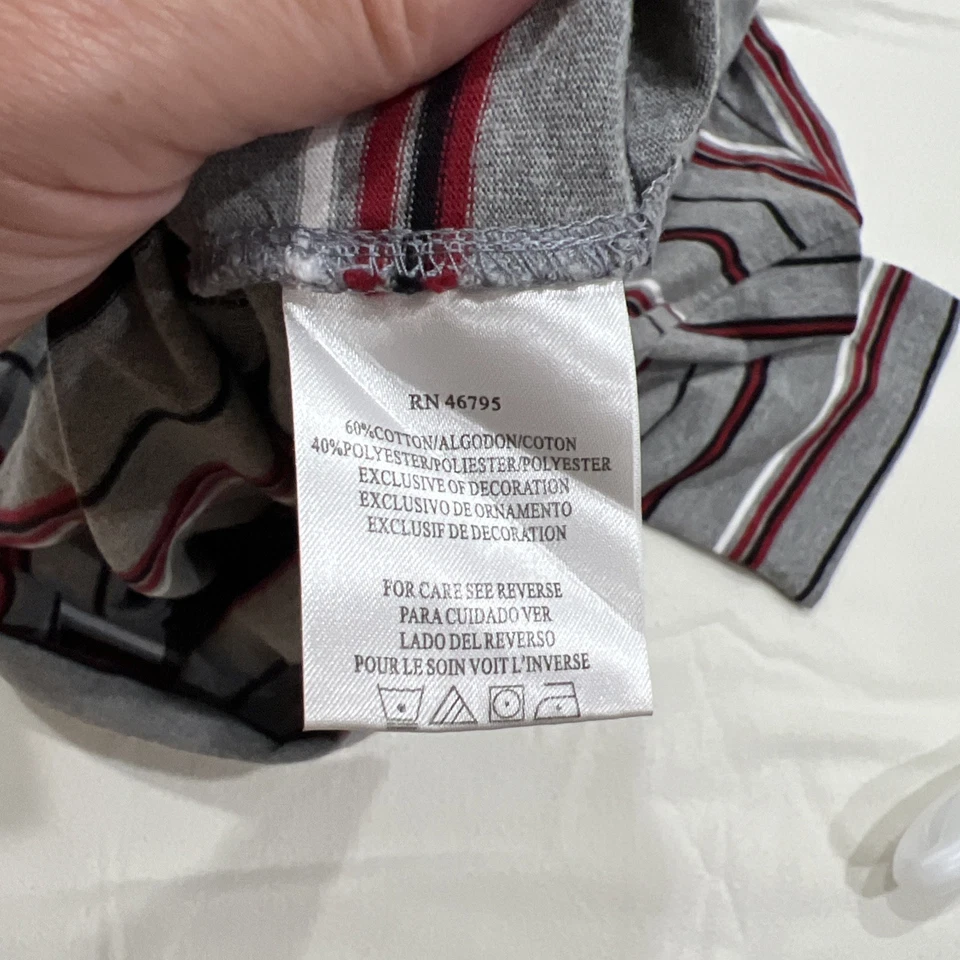 RN 46795
60%COTTON/ALGODON/COTON
40%POLYESTER/POLIESTER/POLYESTER
EXCLUSIVE OF DECORATION
EXCLUSIVO DE ORNAMENTO
EXCLUSIF DE DECORATION
FOR CARE SEE REVERSE
PARA CUIDADO VER
LADO DEL REVERSO
POUR LE SOIN VOIT L'INVERSE